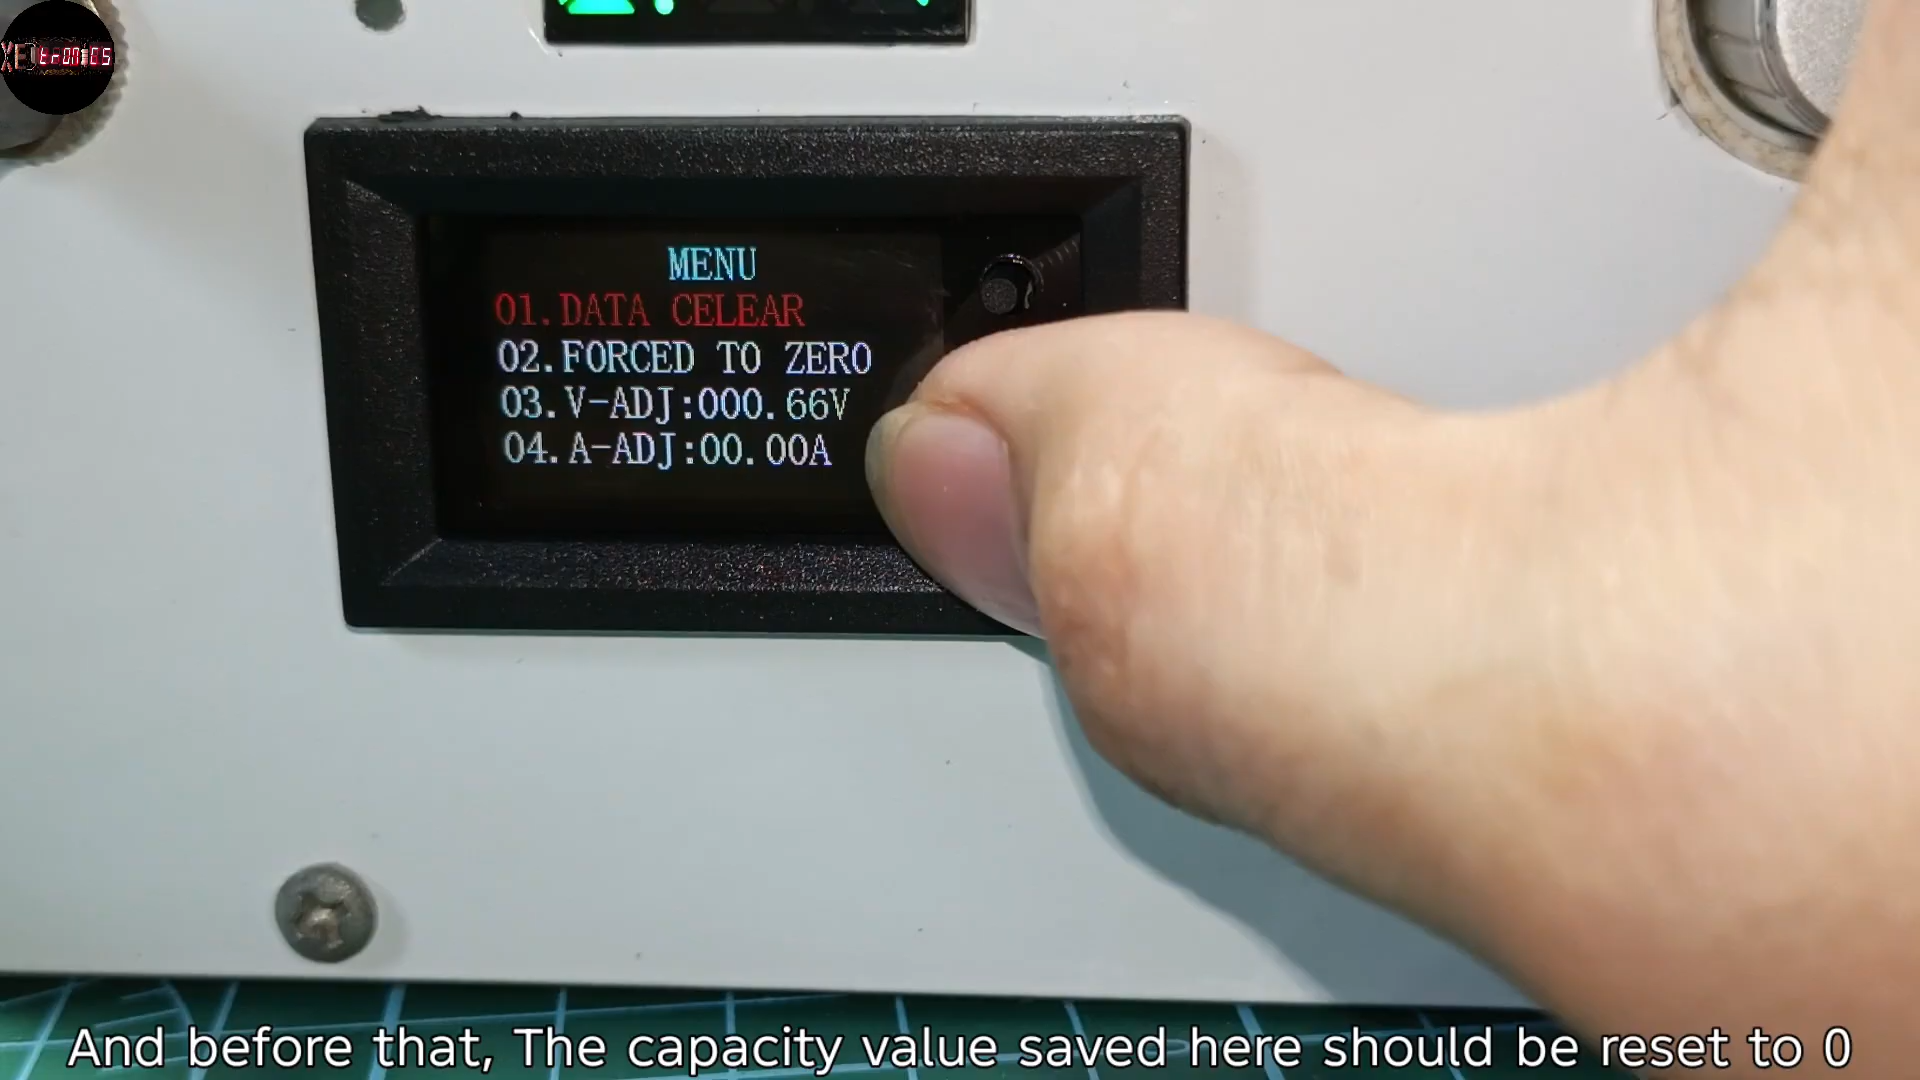 XEltronics
MENU
01.DATA CELEAR
02.FORCED TO ZERO
03.V-ADJ:000.66V
04.A-ADJ:00.00A
And before that, The capacity value saved here should be reset to 0